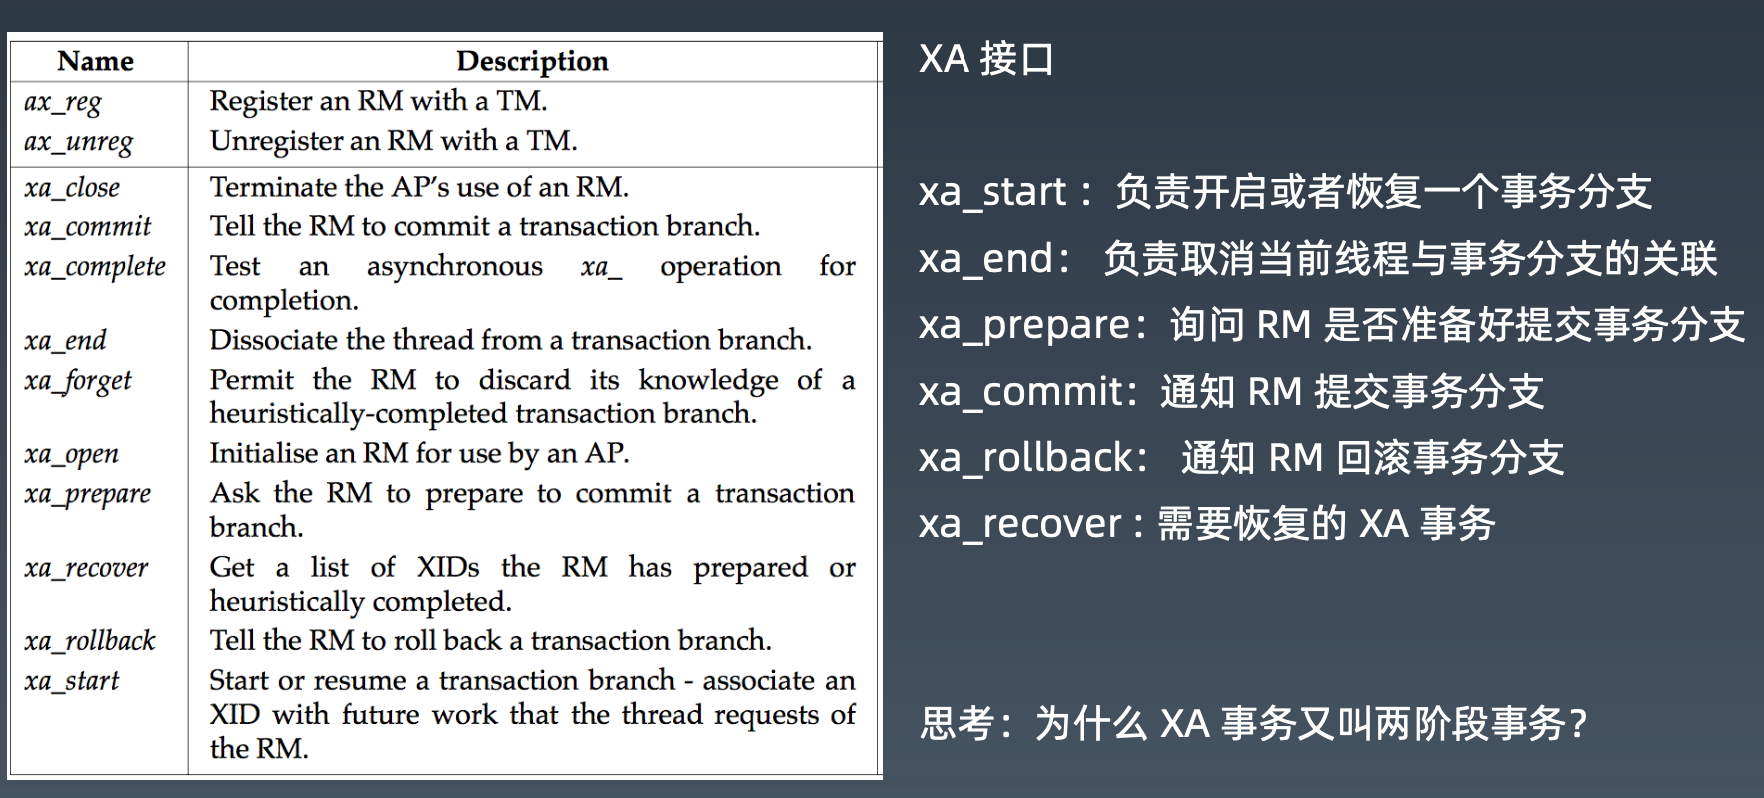 Name Description
ax_reg Register an RM with a TM.
ax_unreg Unregister an RM with a TM.
xa_close Terminate the AP’s use of an RM.
xa_commit Tell the RM to commit a transaction branch.
xa_complete Test an asynchronous xa_ operation for
completion.
xa_end Dissociate the thread from a transaction branch.
xa_forget Permit the RM to discard its knowledge of a
heuristically-completed transaction branch.
xa_open Initialise an RM for use by an AP.
xa_prepare Ask the RM to prepare to commit a transaction
branch.
xa_recover Get a list of XIDs the RM has prepared or
heuristically completed.
xa_rollback Tell the RM to roll back a transaction branch.
xa_start Start or resume a transaction branch - associate an
XID with future work that the thread requests of
the RM.
XA 接口
xa_start ：负责开启或者恢复一个事务分支
xa_end： 负责取消当前线程与事务分支的关联
xa_prepare：询问 RM 是否准备好提交事务分支
xa_commit：通知 RM 提交事务分支
xa_rollback： 通知 RM 回滚事务分支
xa_recover : 需要恢复的 XA 事务
思考：为什么 XA 事务又叫两阶段事务？